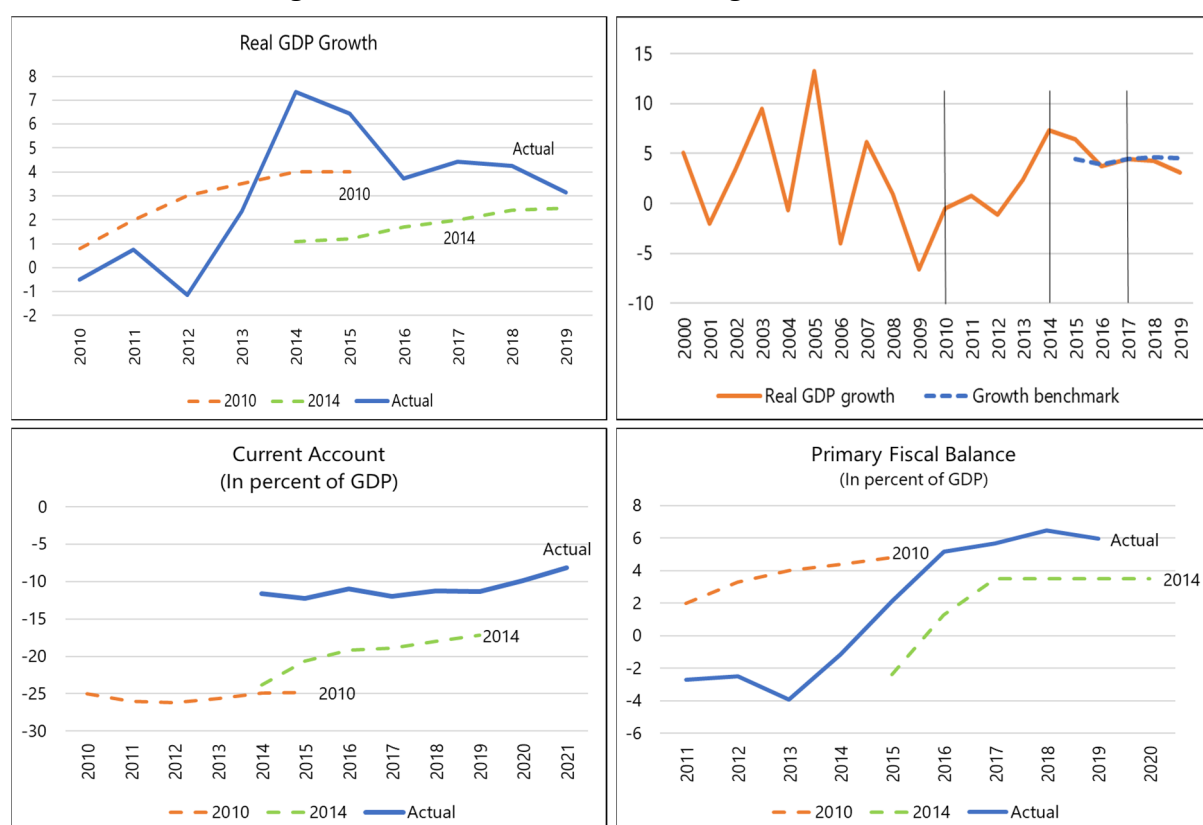 Real GDP Growth
8
7
6
5
4
3
2
1
0
-1
-2
Actual
2010
2014
2010 2011 2012 2013 2014 2015 2016 2017 2018 2019
2010 2014 Actual
15
10
5
0
-5
-10
2000 2001 2002 2003 2004 2005 2006 2007 2008 2009 2010 2011 2012 2013 2014 2015 2016 2017 2018 2019
Real GDP growth Growth benchmark
Current Account
(In percent of GDP)
0
-5
-10
-15
-20
-25
-30
Actual
2014
2010
2010 2011 2012 2013 2014 2015 2016 2017 2018 2019 2020 2021
2010 2014 Actual
Primary Fiscal Balance
(In percent of GDP)
8
6
4
2
0
-2
-4
-6
2010
Actual
2014
2011 2012 2013 2014 2015 2016 2017 2018 2019 2020
2010 2014 Actual